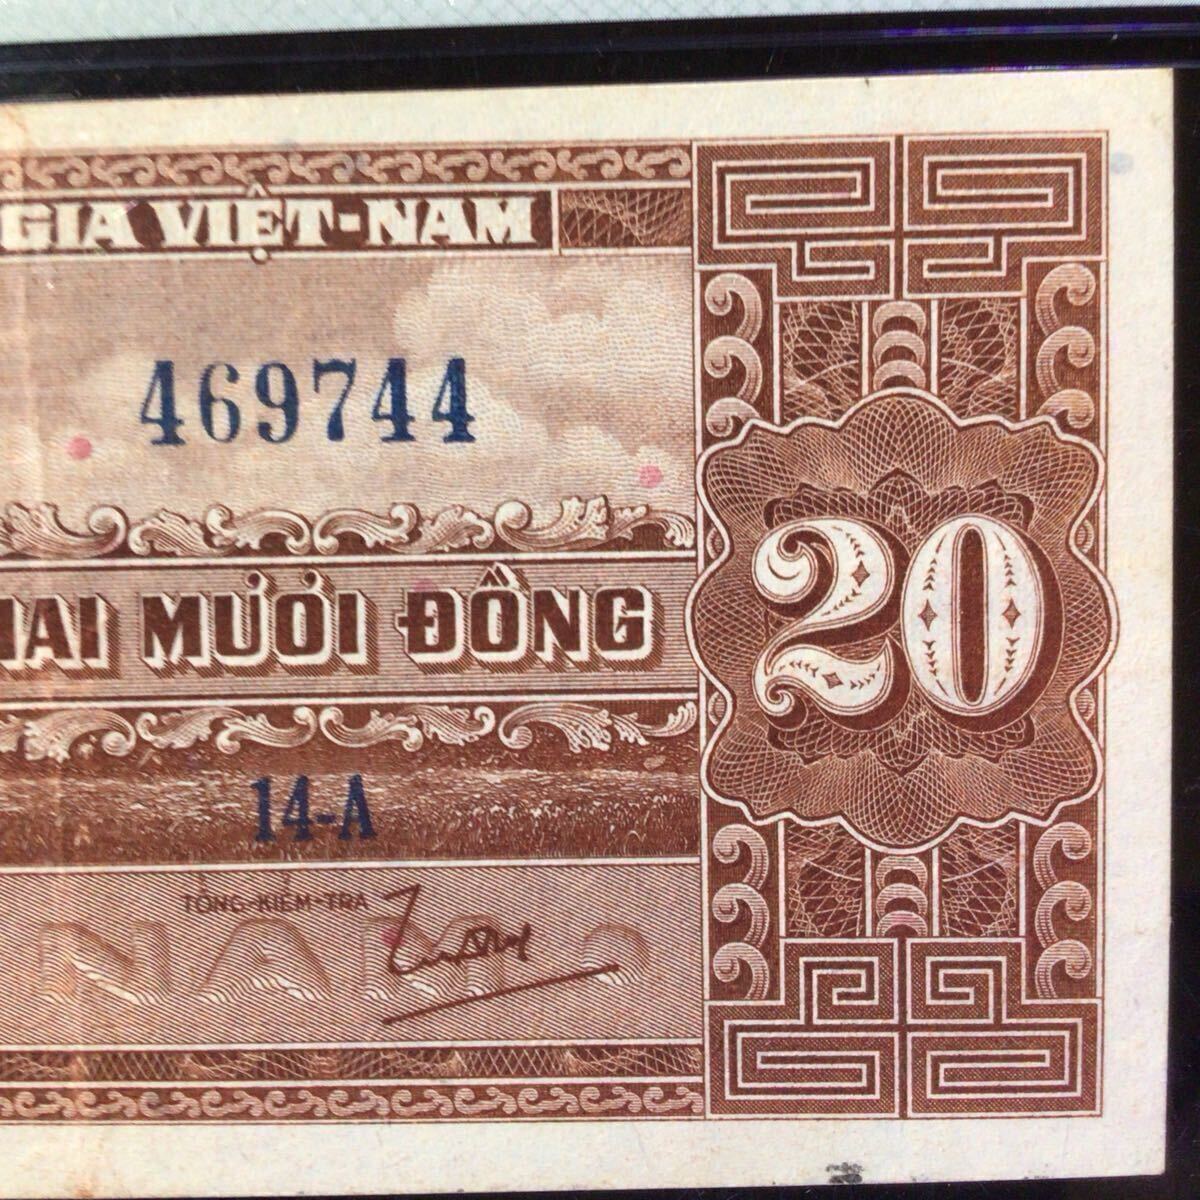 GIA VIỆT-NAM
469744
HAI MƯƠI ĐỒNG
20
14-A
TỔNG-KIỂM-TRA